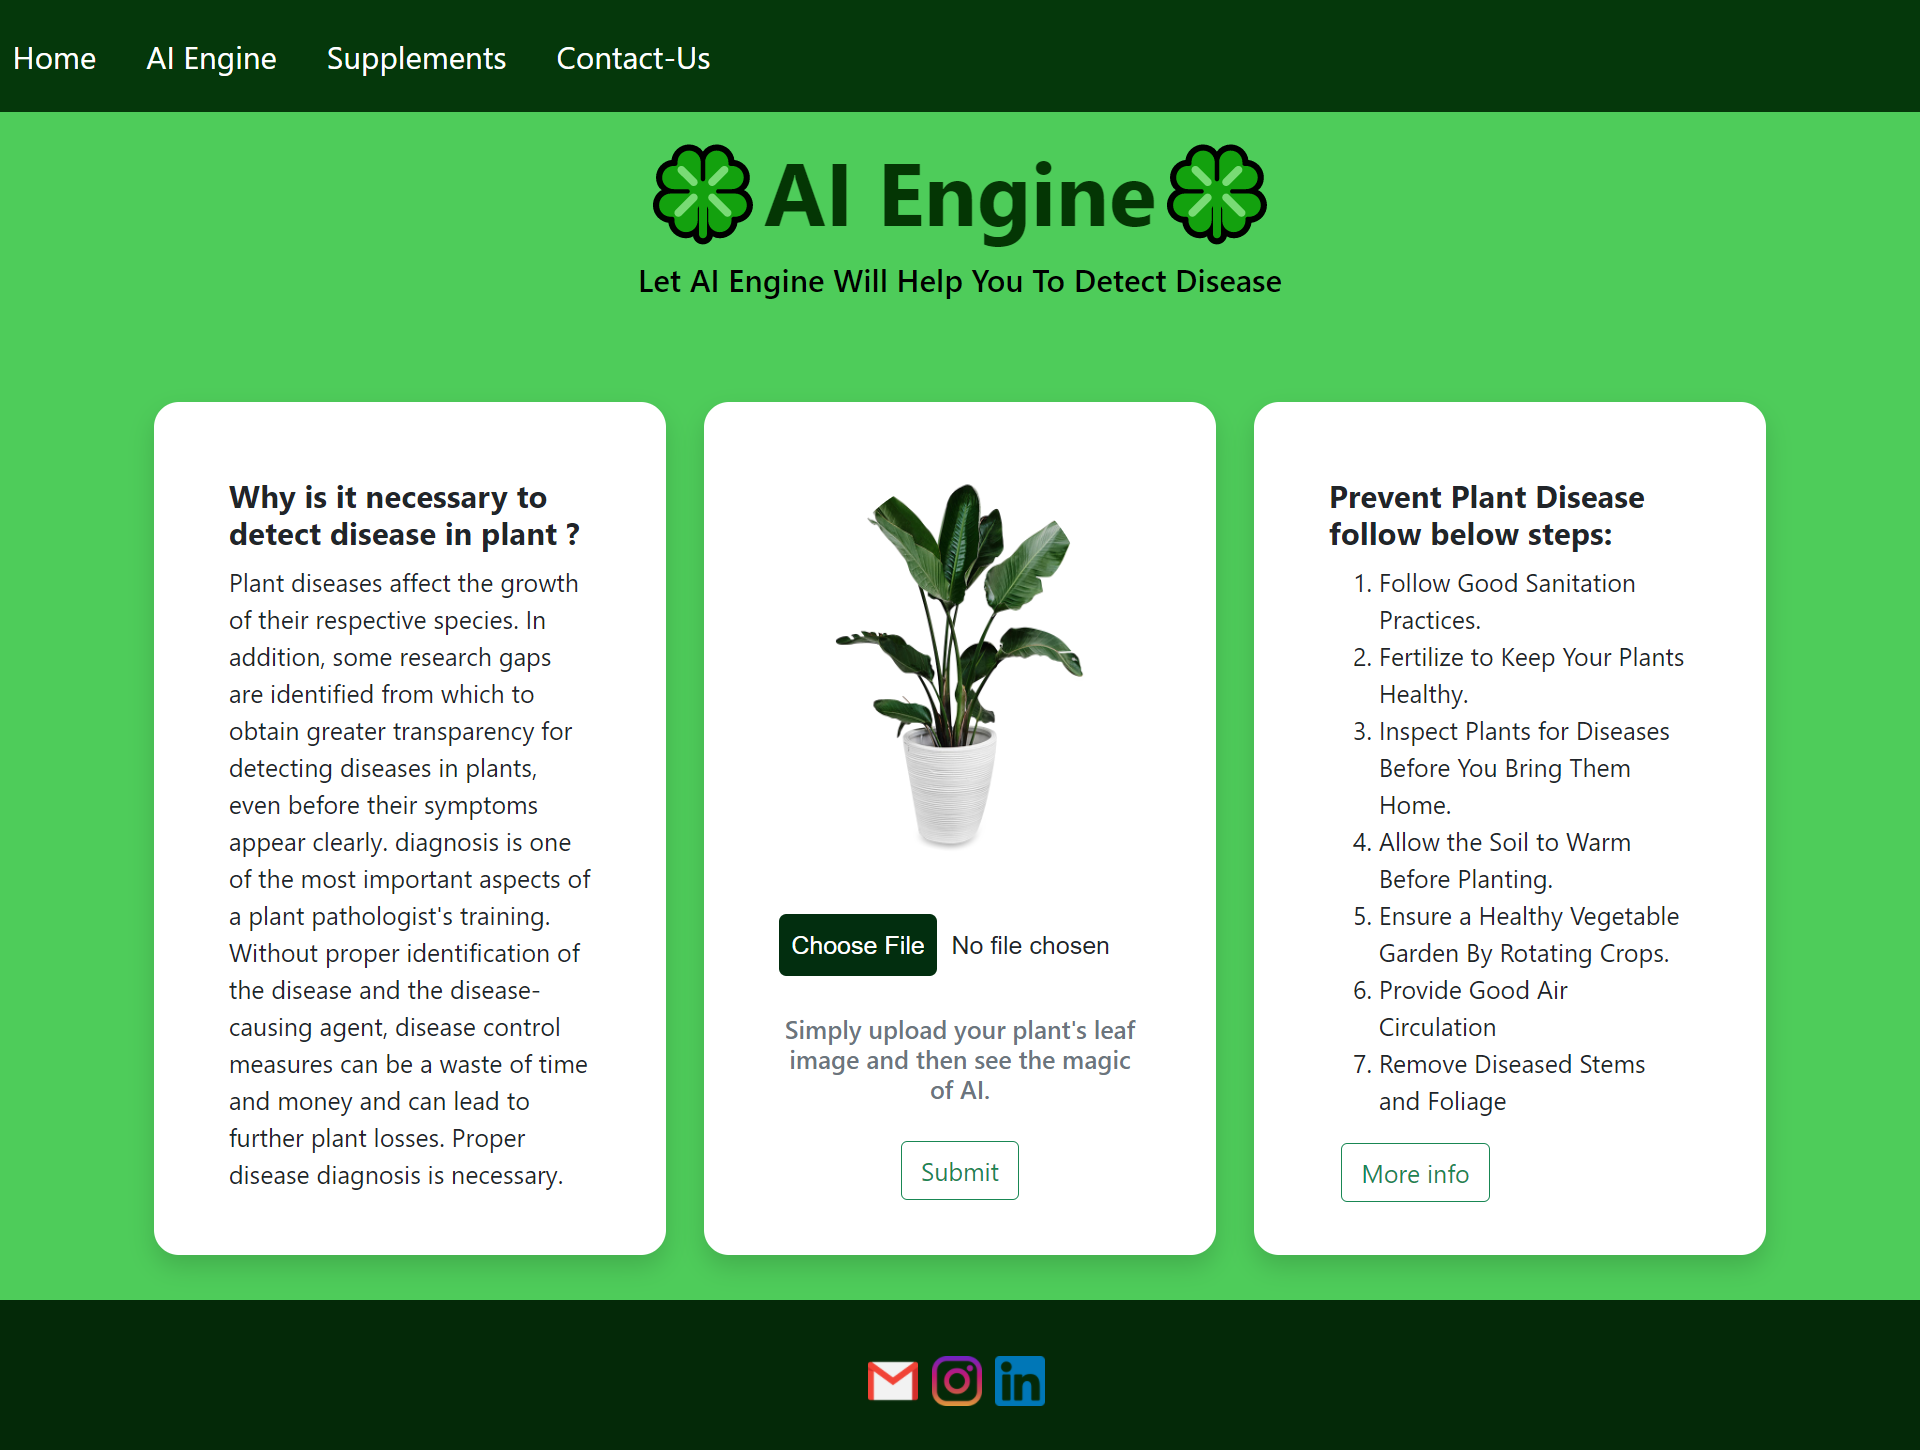 Home AI Engine Supplements Contact-Us
AI Engine
Let AI Engine Will Help You To Detect Disease
Why is it necessary to
detect disease in plant ?
Plant diseases affect the growth
of their respective species. In
addition, some research gaps
are identified from which to
obtain greater transparency for
detecting diseases in plants,
even before their symptoms
appear clearly. diagnosis is one
of the most important aspects of
a plant pathologist's training.
Without proper identification of
the disease and the disease-
causing agent, disease control
measures can be a waste of time
and money and can lead to
further plant losses. Proper
disease diagnosis is necessary.
Choose File No file chosen
Simply upload your plant's leaf
image and then see the magic
of AI.
Submit
Prevent Plant Disease
follow below steps:
1. Follow Good Sanitation
Practices.
2. Fertilize to Keep Your Plants
Healthy.
3. Inspect Plants for Diseases
Before You Bring Them
Home.
4. Allow the Soil to Warm
Before Planting.
5. Ensure a Healthy Vegetable
Garden By Rotating Crops.
6. Provide Good Air
Circulation
7. Remove Diseased Stems
and Foliage
More info
in